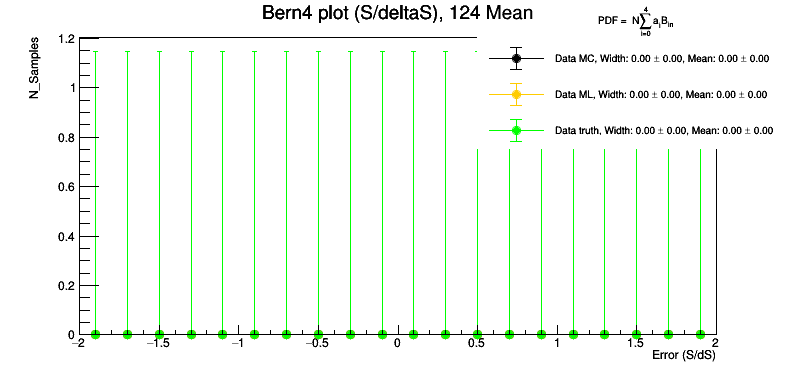 Bern4 plot (S/deltaS), 124 Mean
PDF = N∑ a_i B_in
4
i=0
N_Samples
Data MC, Width: 0.00 ± 0.00, Mean: 0.00 ± 0.00
Data ML, Width: 0.00 ± 0.00, Mean: 0.00 ± 0.00
Data truth, Width: 0.00 ± 0.00, Mean: 0.00 ± 0.00
1.2
1
0.8
0.6
0.4
0.2
0
−2 −1.5 −1 −0.5 0 0.5 1 1.5 2
Error (S/dS)